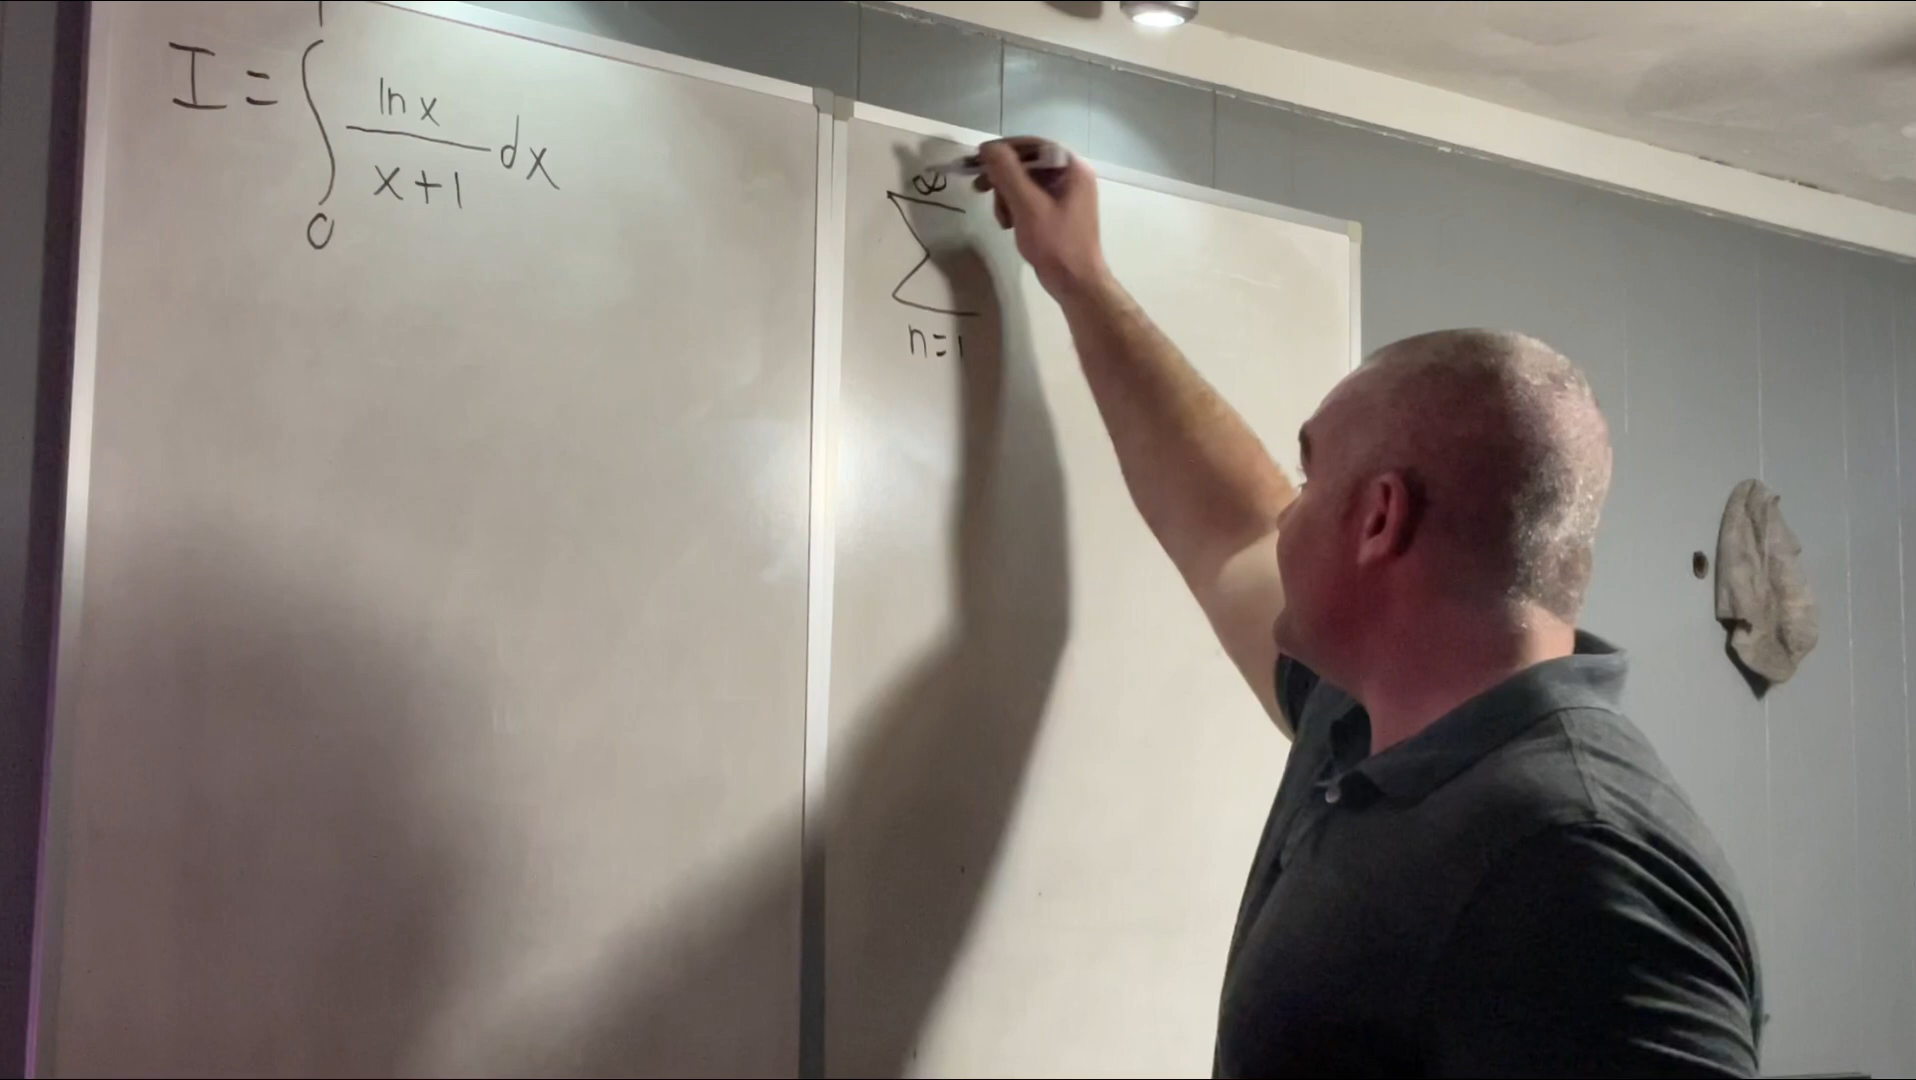 I = ∫₀¹ ln x / (x+1) dx
∞
∑
n=1